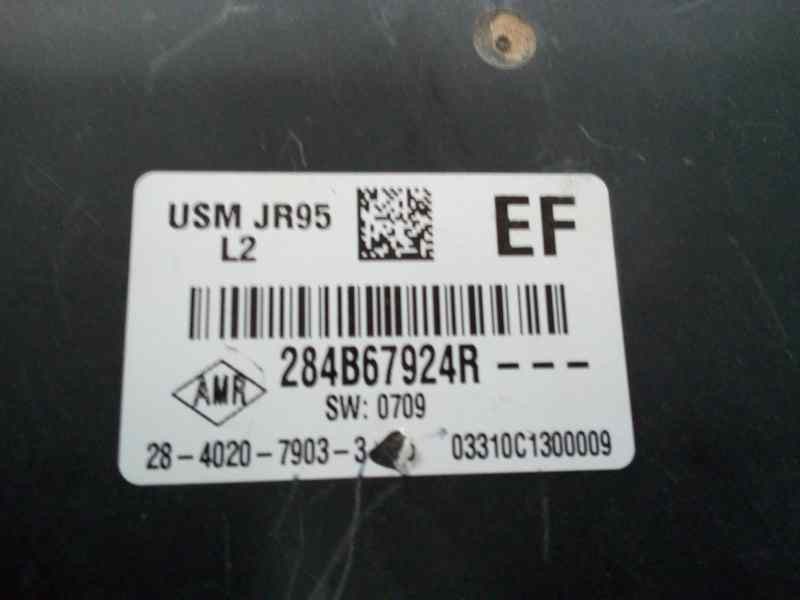 USM JR95
L2
EF
284B67924R - - -
AMR
SW: 0709
28-4020-7903-3
03310C1300009